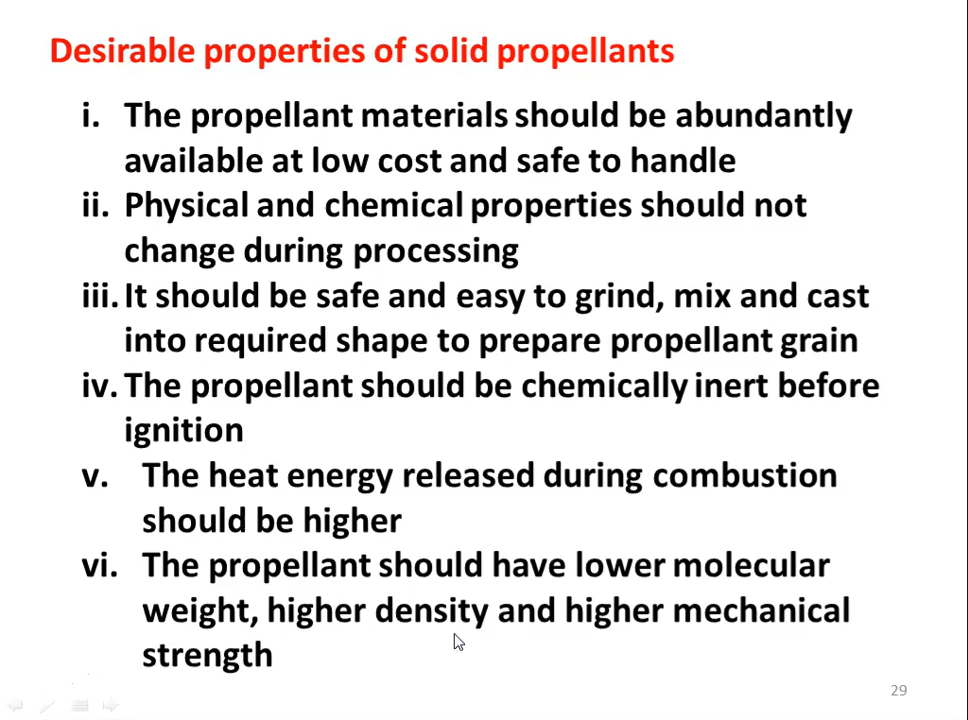 Desirable properties of solid propellants
i. The propellant materials should be abundantly
available at low cost and safe to handle
ii. Physical and chemical properties should not
change during processing
iii. It should be safe and easy to grind, mix and cast
into required shape to prepare propellant grain
iv. The propellant should be chemically inert before
ignition
v. The heat energy released during combustion
should be higher
vi. The propellant should have lower molecular
weight, higher density and higher mechanical
strength
29